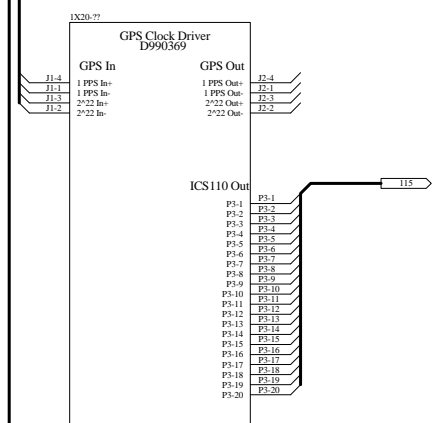 1X20-??
GPS Clock Driver
D990369
GPS In GPS Out
J1-4 1 PPS In+ 1 PPS Out+ J2-4
J1-1 1 PPS In- 1 PPS Out- J2-1
J1-3 2^22 In+ 2^22 Out+ J2-3
J1-2 2^22 In- 2^22 Out- J2-2
ICS110 Out
115
P3-1 P3-1
P3-2 P3-2
P3-3 P3-3
P3-4 P3-4
P3-5 P3-5
P3-6 P3-6
P3-7 P3-7
P3-8 P3-8
P3-9 P3-9
P3-10 P3-10
P3-11 P3-11
P3-12 P3-12
P3-13 P3-13
P3-14 P3-14
P3-15 P3-15
P3-16 P3-16
P3-17 P3-17
P3-18 P3-18
P3-19 P3-19
P3-20 P3-20